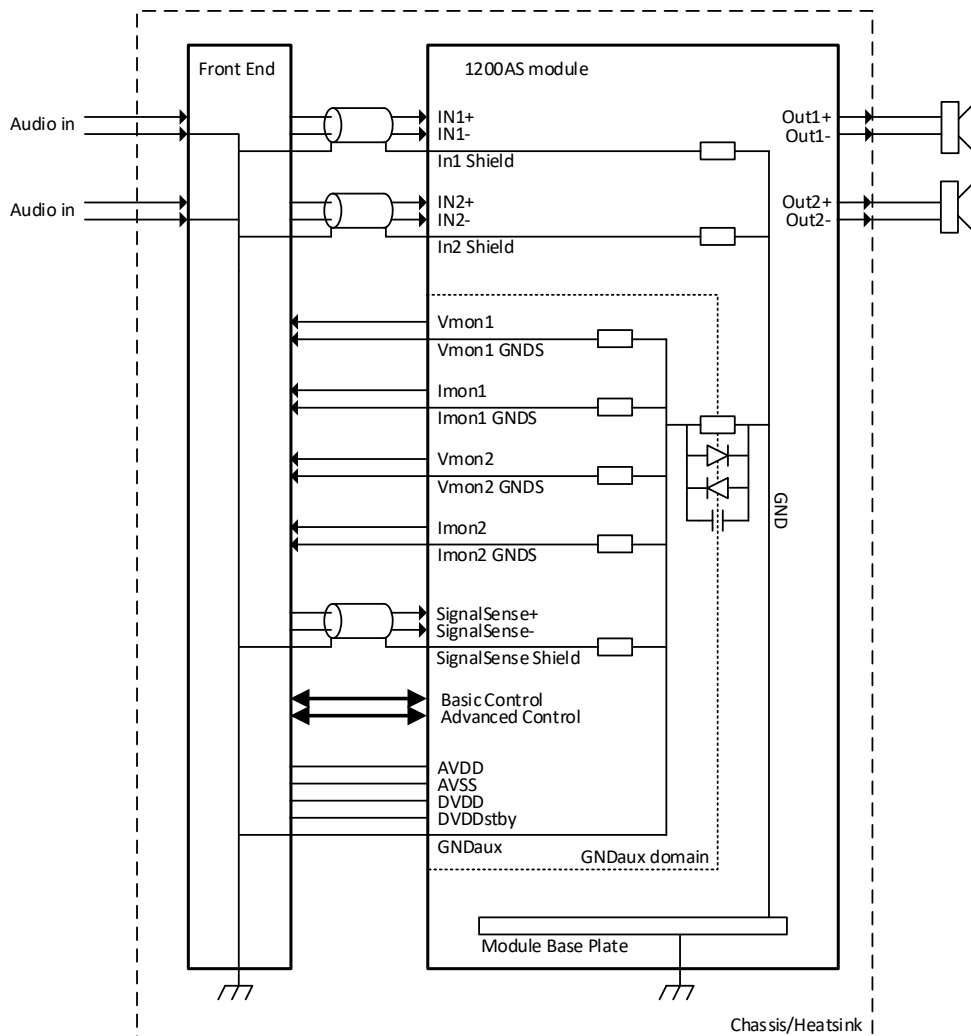 Front End
1200AS module
Audio in
IN1+
IN1-
In1 Shield
Out1+
Out1-
Audio in
IN2+
IN2-
In2 Shield
Out2+
Out2-
Vmon1
Vmon1 GNDS
Imon1
Imon1 GNDS
Vmon2
Vmon2 GNDS
Imon2
Imon2 GNDS
GND
SignalSense+
SignalSense-
SignalSense Shield
Basic Control
Advanced Control
AVDD
AVSS
DVDD
DVDDstby
GNDaux
GNDaux domain
Module Base Plate
Chassis/Heatsink